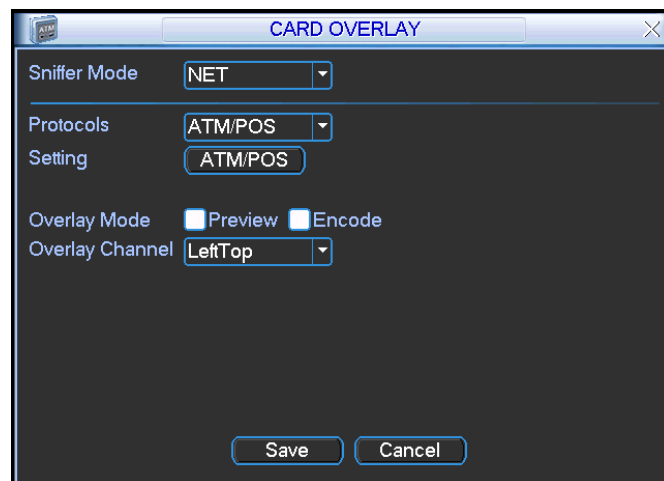 ATM
CARD OVERLAY
Sniffer Mode NET
Protocols ATM/POS
Setting ATM/POS
Overlay Mode Preview Encode
Overlay Channel LeftTop
Save Cancel